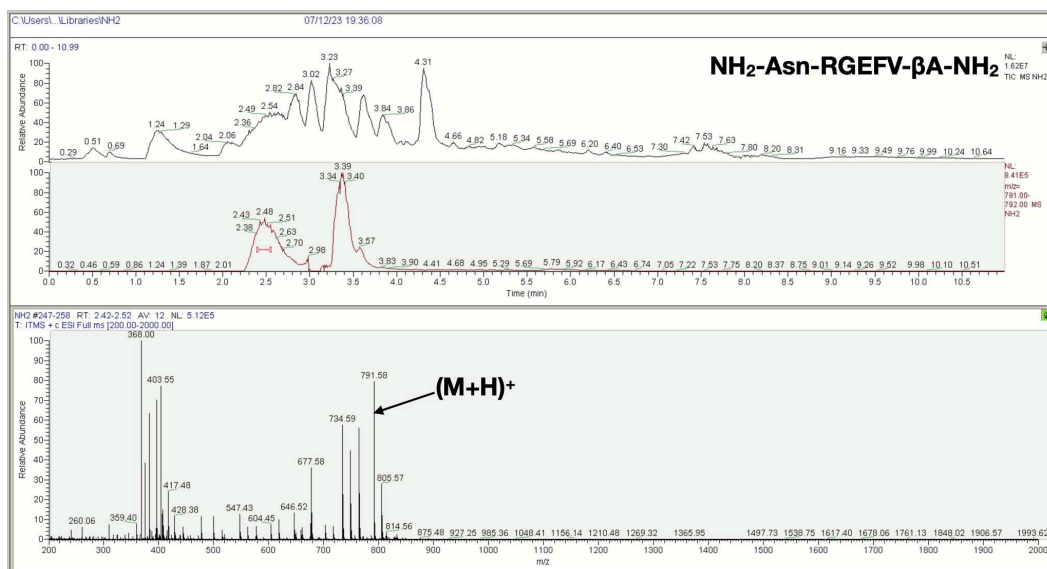 C:\Users\...\Libraries\NH2 07/12/23 19:36:08
RT: 0.00 - 10.99
NH₂-Asn-RGEFV-βA-NH₂
NL:
1.62E7
TIC MS NH2
Relative Abundance
100
80
60
40
20
0
0.29 0.51 0.69 1.24 1.29 1.64 2.04 2.06 2.36 2.49 2.54 2.82 2.84 3.02 3.23 3.27 3.39 3.84 3.86 4.31 4.66 4.82 5.18 5.34 5.58 5.69 6.20 6.40 6.53 7.30 7.42 7.53 7.63 7.80 8.20 8.31 9.16 9.33 9.49 9.76 9.99 10.24 10.64
NL:
8.41E5
m/z=
791.00-
792.00 MS
NH2
100
80
60
40
20
0
0.32 0.46 0.59 0.86 1.24 1.39 1.87 2.01 2.38 2.43 2.48 2.51 2.63 2.70 2.98 3.34 3.39 3.40 3.57 3.83 3.90 4.41 4.68 4.95 5.29 5.69 5.79 5.92 6.17 6.43 6.74 7.05 7.22 7.53 7.75 8.20 8.37 8.75 9.01 9.14 9.26 9.52 9.98 10.10 10.51
0.0 0.5 1.0 1.5 2.0 2.5 3.0 3.5 4.0 4.5 5.0 5.5 6.0 6.5 7.0 7.5 8.0 8.5 9.0 9.5 10.0 10.5
Time (min)
NH2 #247-258 RT: 2.42-2.52 AV: 12 NL: 5.12E5
T: ITMS + c ESI Full ms [200.00-2000.00]
Relative Abundance
100
90
80
70
60
50
40
30
20
10
0
(M+H)⁺
260.06 359.40 368.00 403.55 417.48 428.38 547.43 604.45 646.52 677.58 734.59 791.58 805.57 814.56 875.48 927.25 985.36 1048.41 1156.14 1210.48 1269.32 1365.95 1497.73 1538.75 1617.40 1678.06 1761.13 1848.02 1906.57 1993.62
200 300 400 500 600 700 800 900 1000 1100 1200 1300 1400 1500 1600 1700 1800 1900 2000
m/z